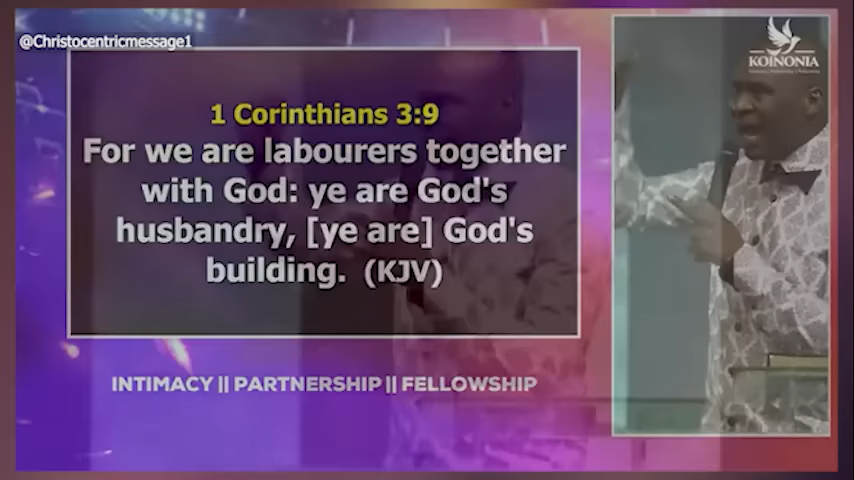 @Christocentricmessage1
KOINONIA
1 Corinthians 3:9
For we are labourers together
with God: ye are God's
husbandry, [ye are] God's
building. (KJV)
INTIMACY || PARTNERSHIP || FELLOWSHIP